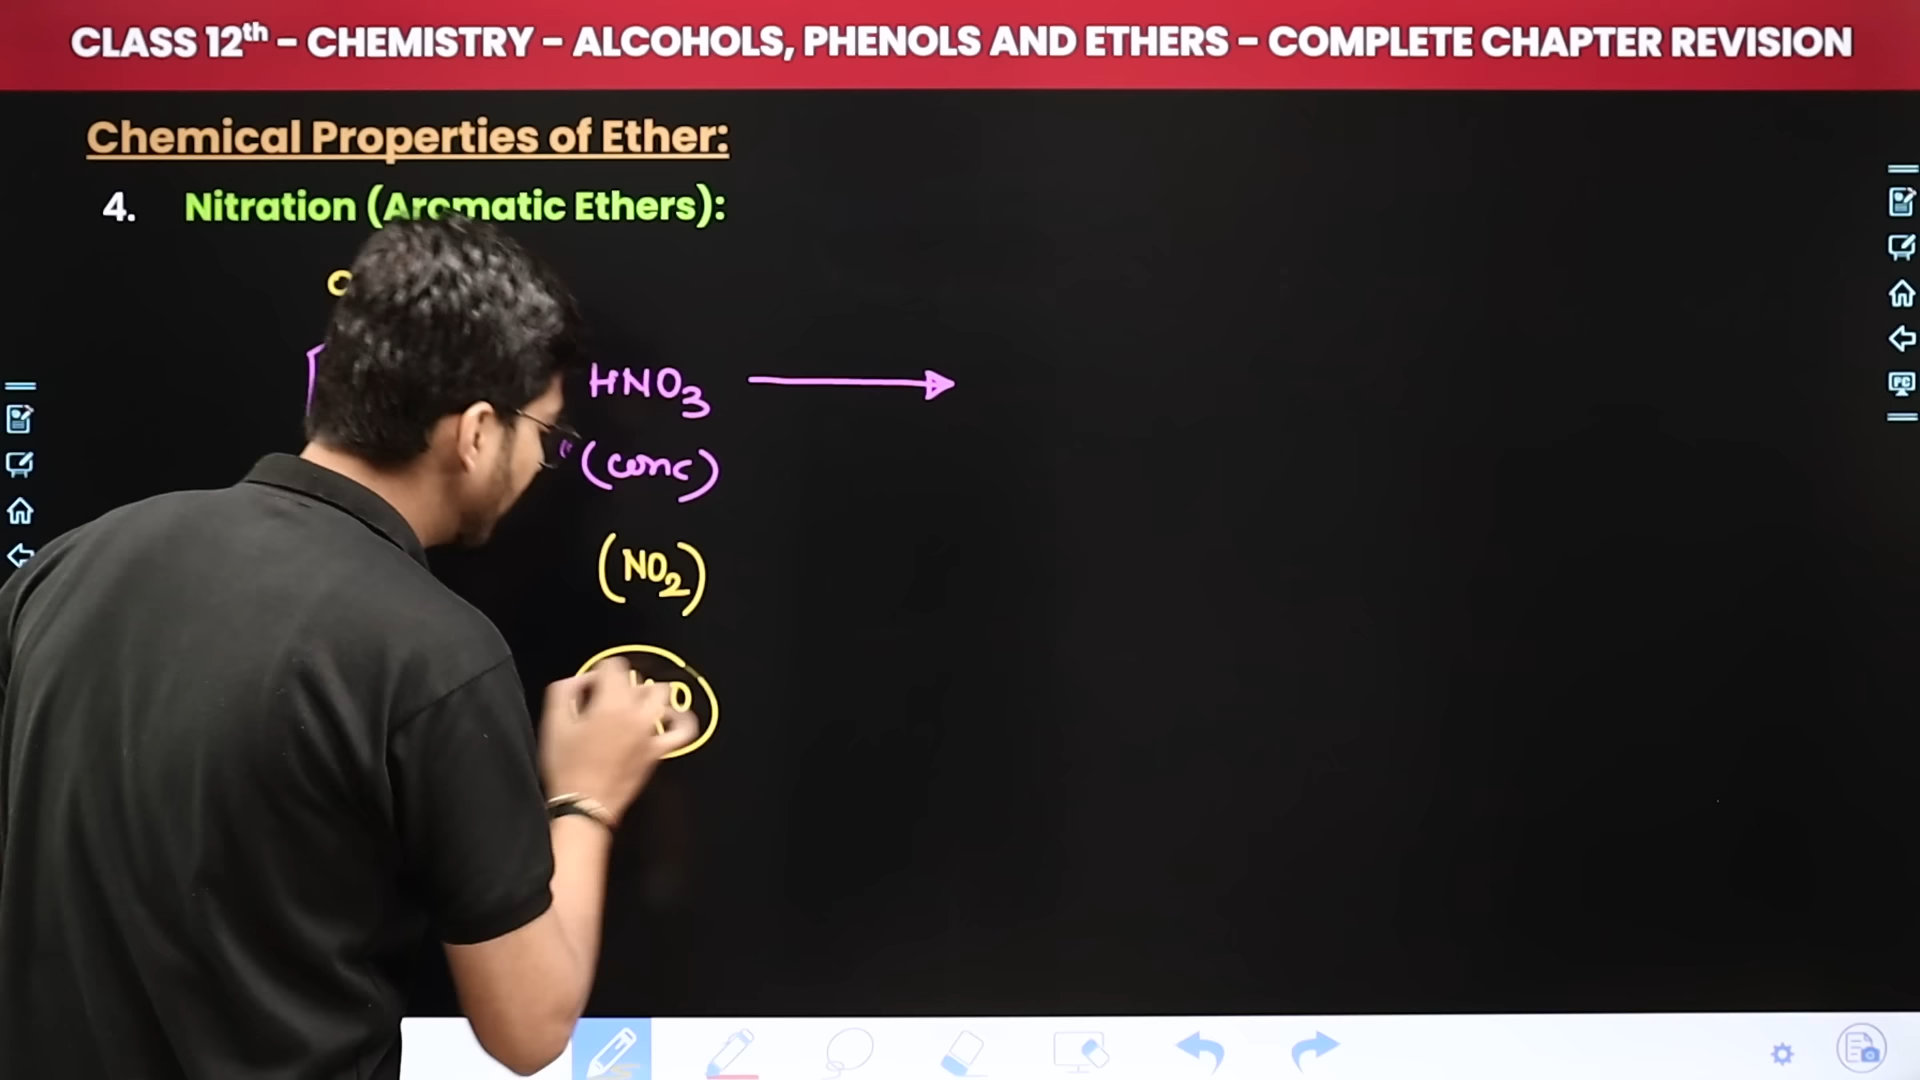 CLASS 12th - CHEMISTRY - ALCOHOLS, PHENOLS AND ETHERS - COMPLETE CHAPTER REVISION
Chemical Properties of Ether:
4. Nitration (Aromatic Ethers):
HNO3
(conc)
(NO2)
PC